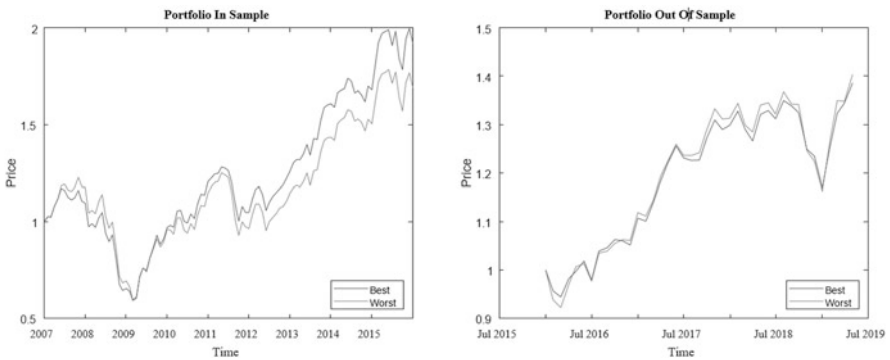 Portfolio In Sample
2
1.5
1
0.5
Price
2007 2008 2009 2010 2011 2012 2013 2014 2015
Time
Best
Worst
Portfolio Out Of Sample
1.5
1.4
1.3
1.2
1.1
1
0.9
Price
Jul 2015 Jul 2016 Jul 2017 Jul 2018 Jul 2019
Time
Best
Worst